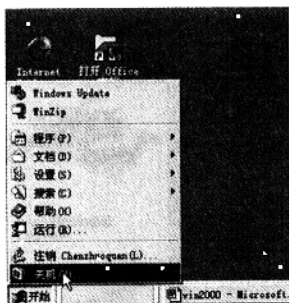 Internet 打开 Office
Windows Update
WinZip
程序(P)
文档(D)
设置(S)
搜索(C)
帮助(H)
运行(R)...
注销 Chenzhroquan(L)...
关机
开始
win2000 - Microsoft